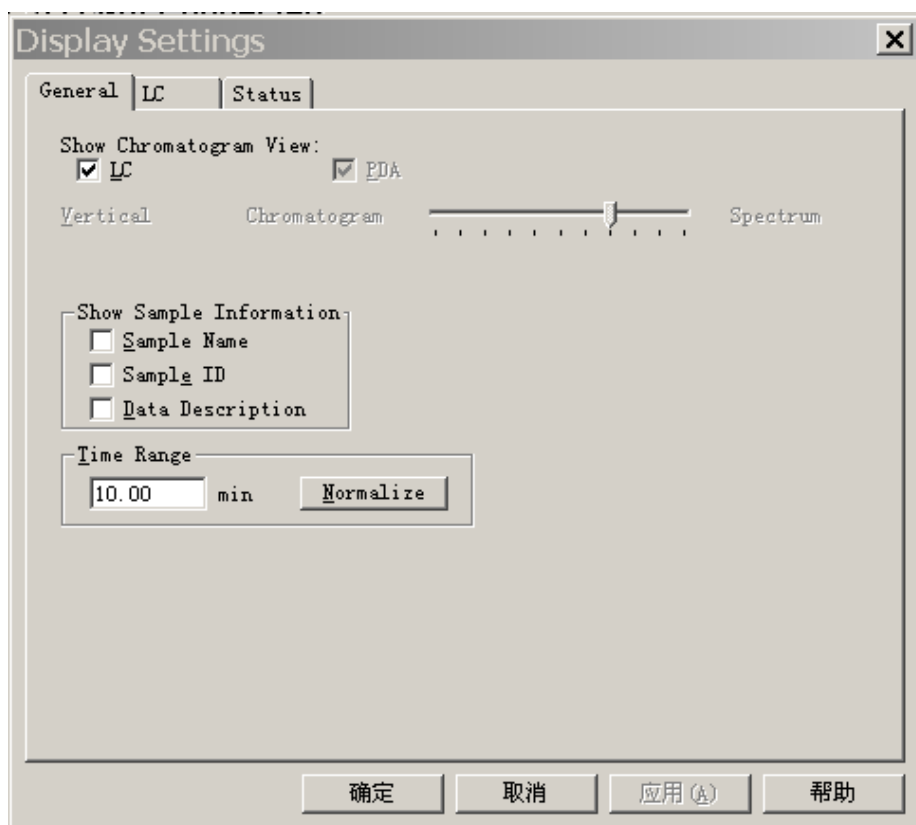 Display Settings
General LC Status
Show Chromatogram View:
LC PDA
Vertical Chromatogram Spectrum
Show Sample Information
Sample Name
Sample ID
Data Description
Time Range
10.00 min Normalize
确定 取消 应用(A) 帮助